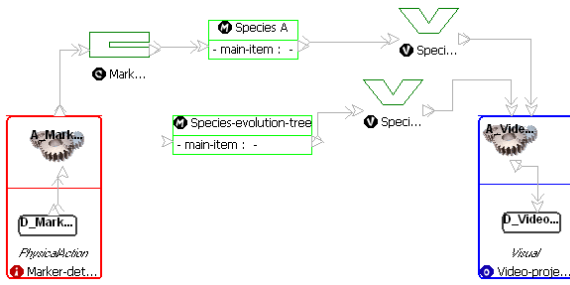 M Species A
- main-item : -
V Speci...
C Mark...
M Species-evolution-tree
- main-item : -
V Speci...
A_Mark...
A_Vide...
D_Mark...
D_Video...
PhysicalAction
Visual
i Marker-det...
o Video-proje...